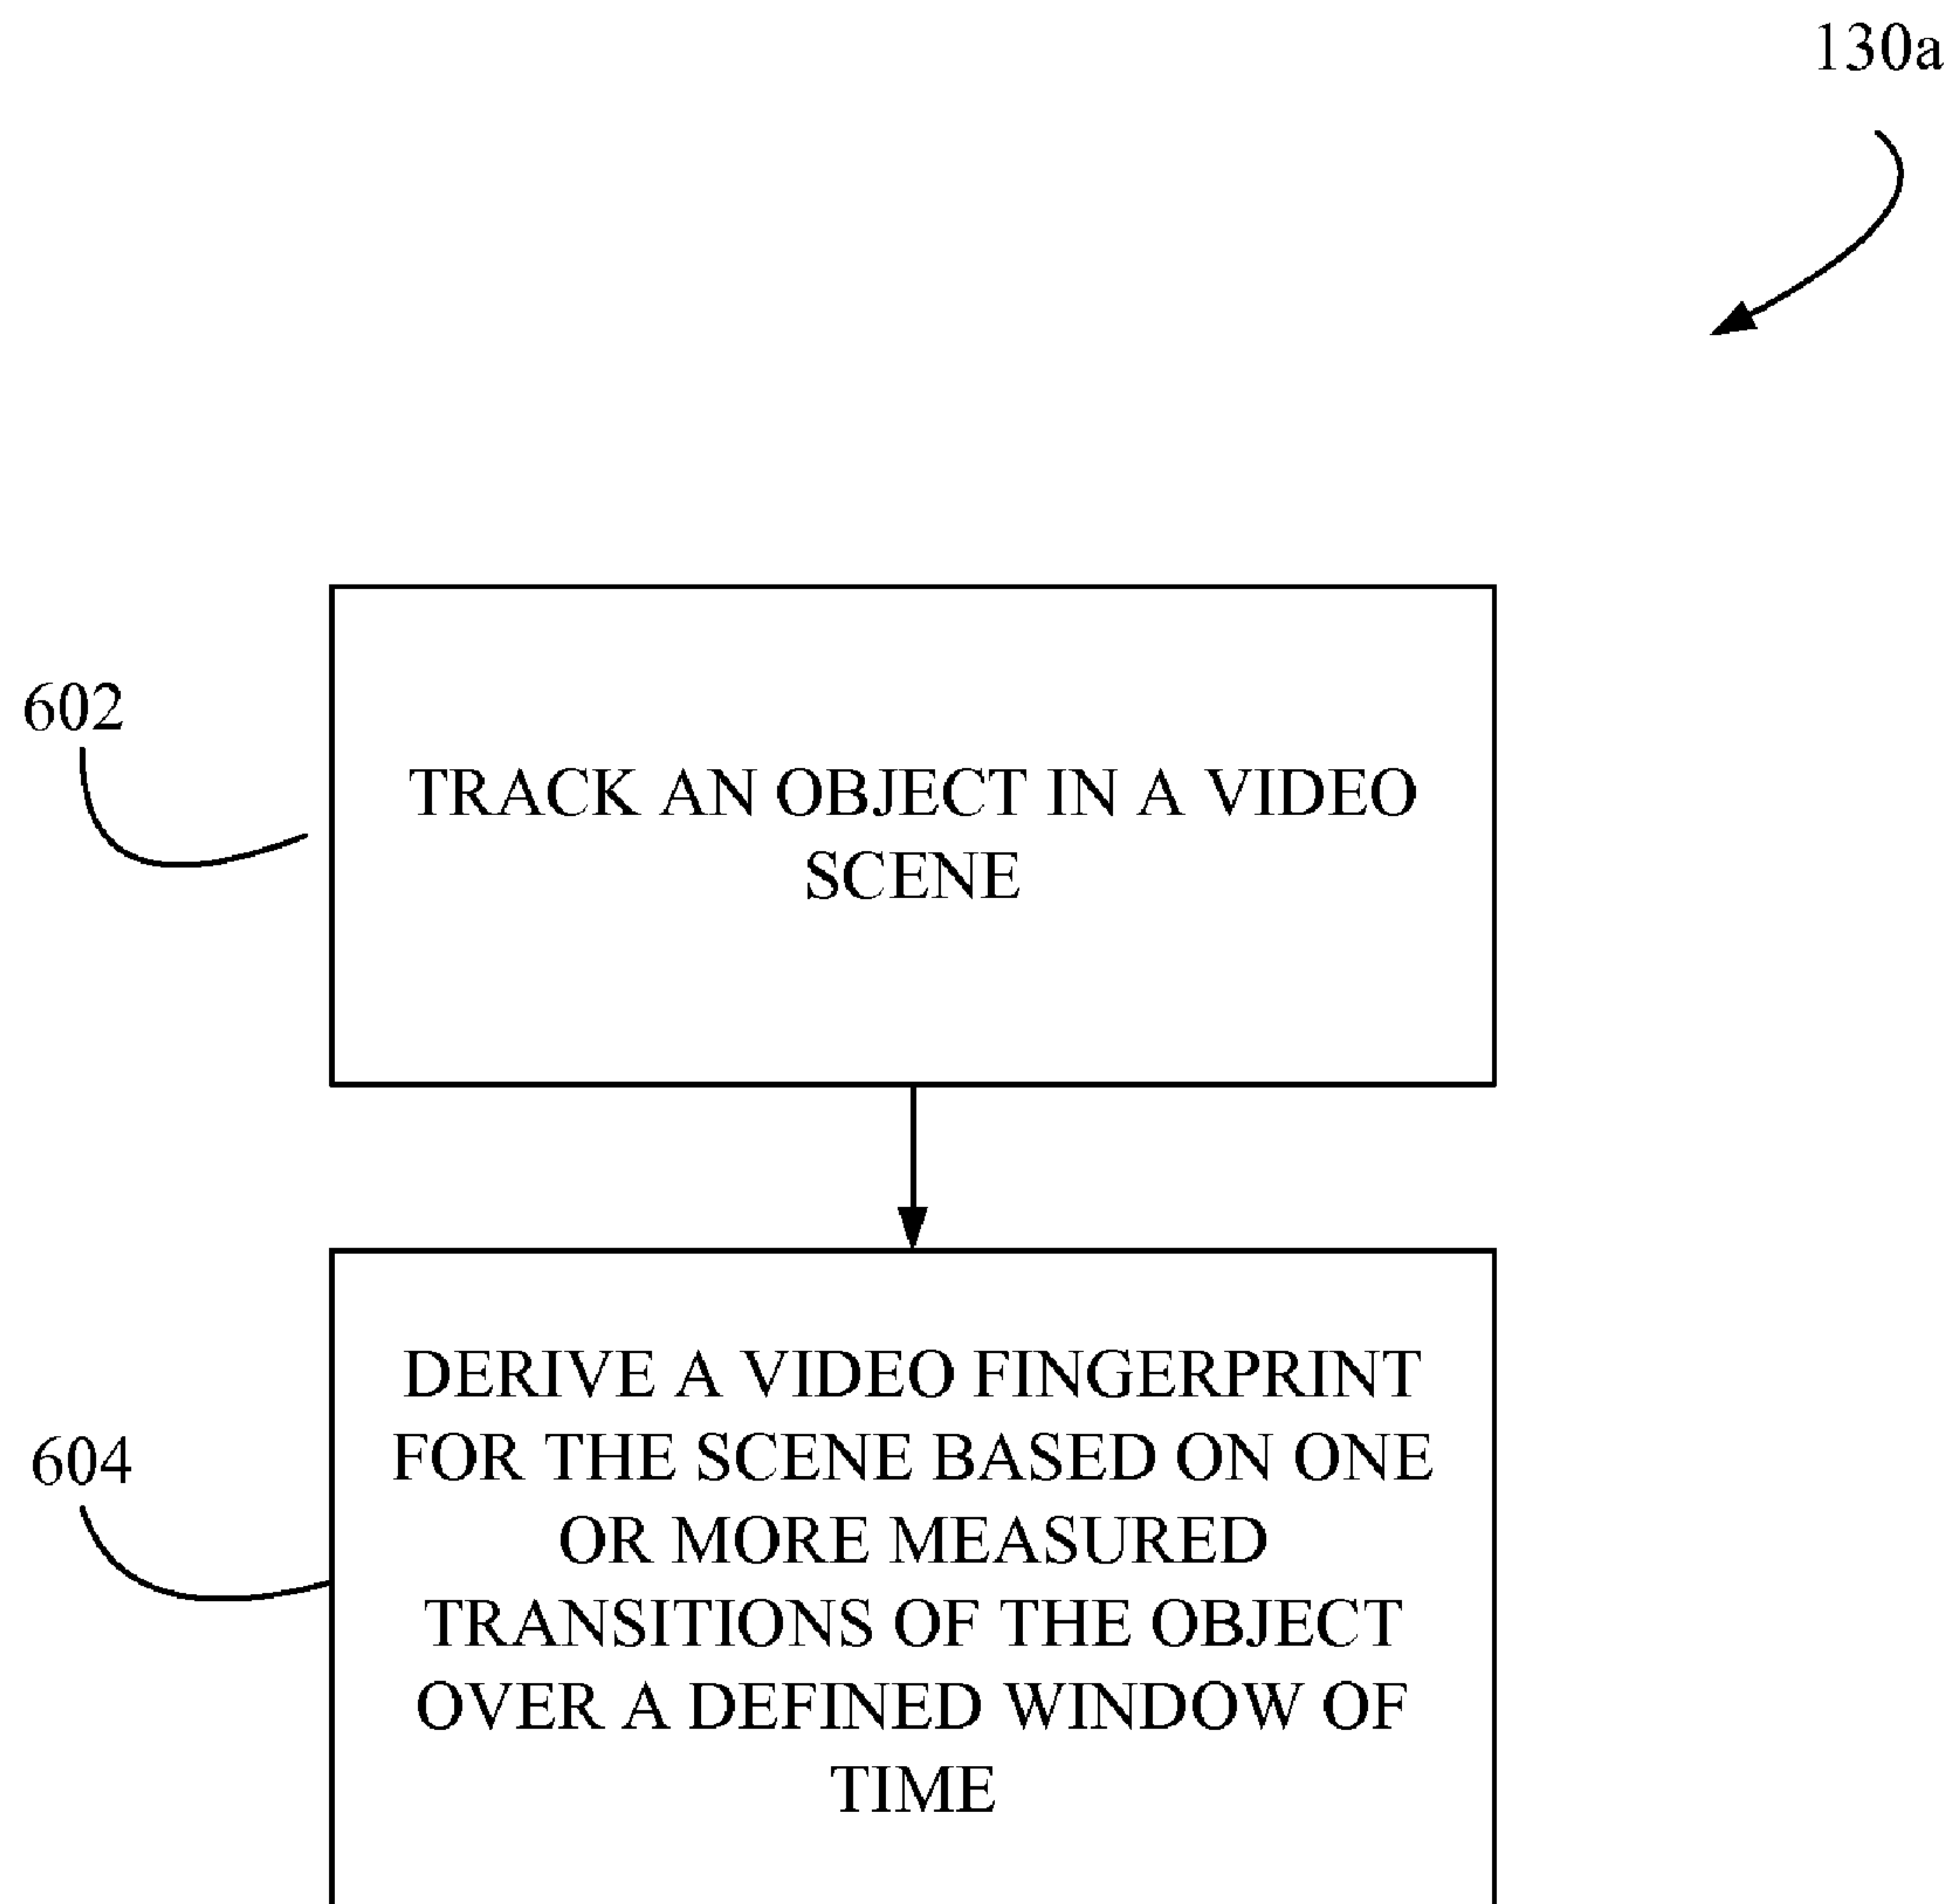 130a
602
TRACK AN OBJECT IN A VIDEO
SCENE
DERIVE A VIDEO FINGERPRINT
FOR THE SCENE BASED ON ONE
604
OR MORE MEASURED
TRANSITIONS OF THE OBJECT
OVER A DEFINED WINDOW OF
TIME